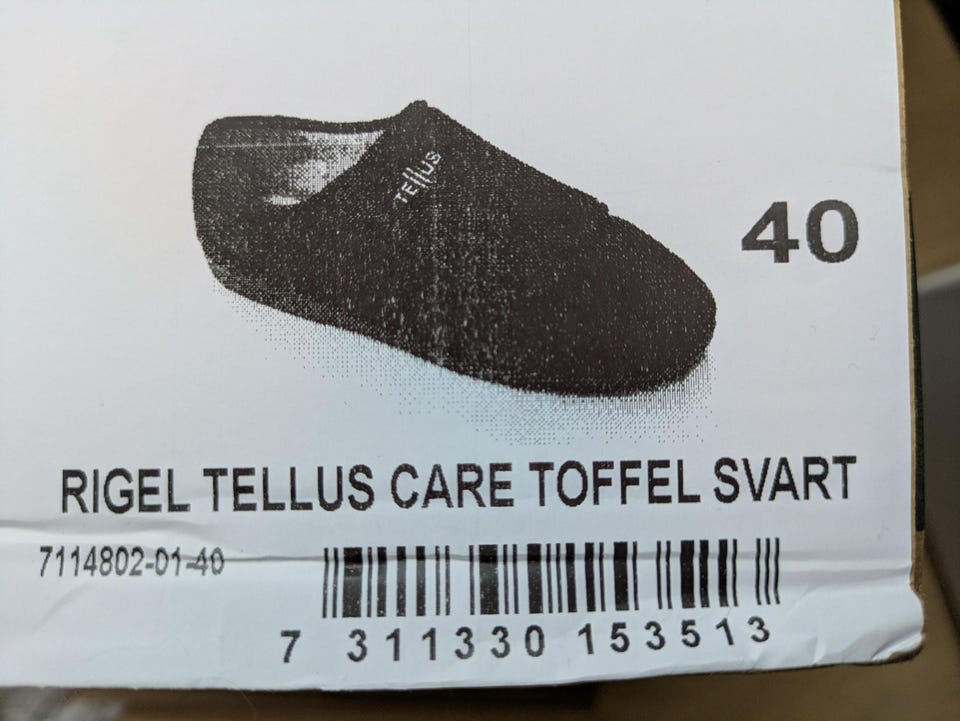 TELLUS
40
RIGEL TELLUS CARE TOFFEL SVART
7114802-01-40
7 311330 153513